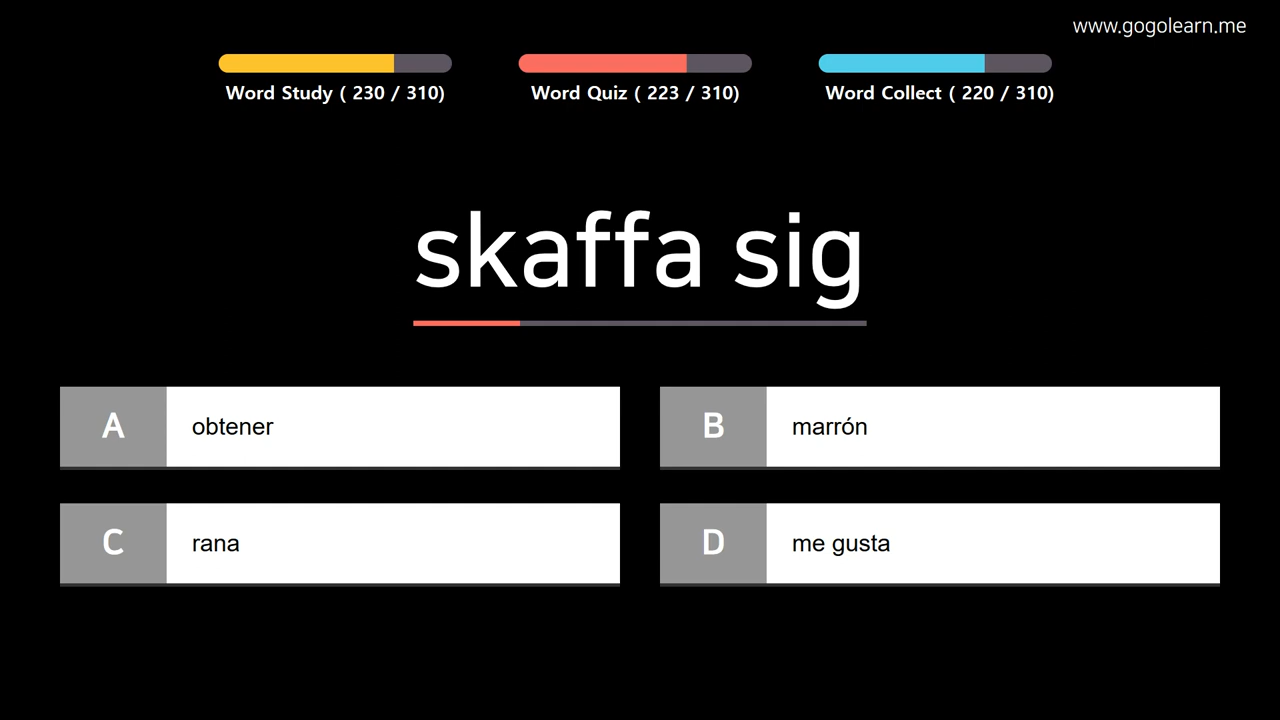 www.gogolearn.me
Word Study ( 230 / 310)
Word Quiz ( 223 / 310)
Word Collect ( 220 / 310)
skaffa sig
A obtener
B marrón
C rana
D me gusta